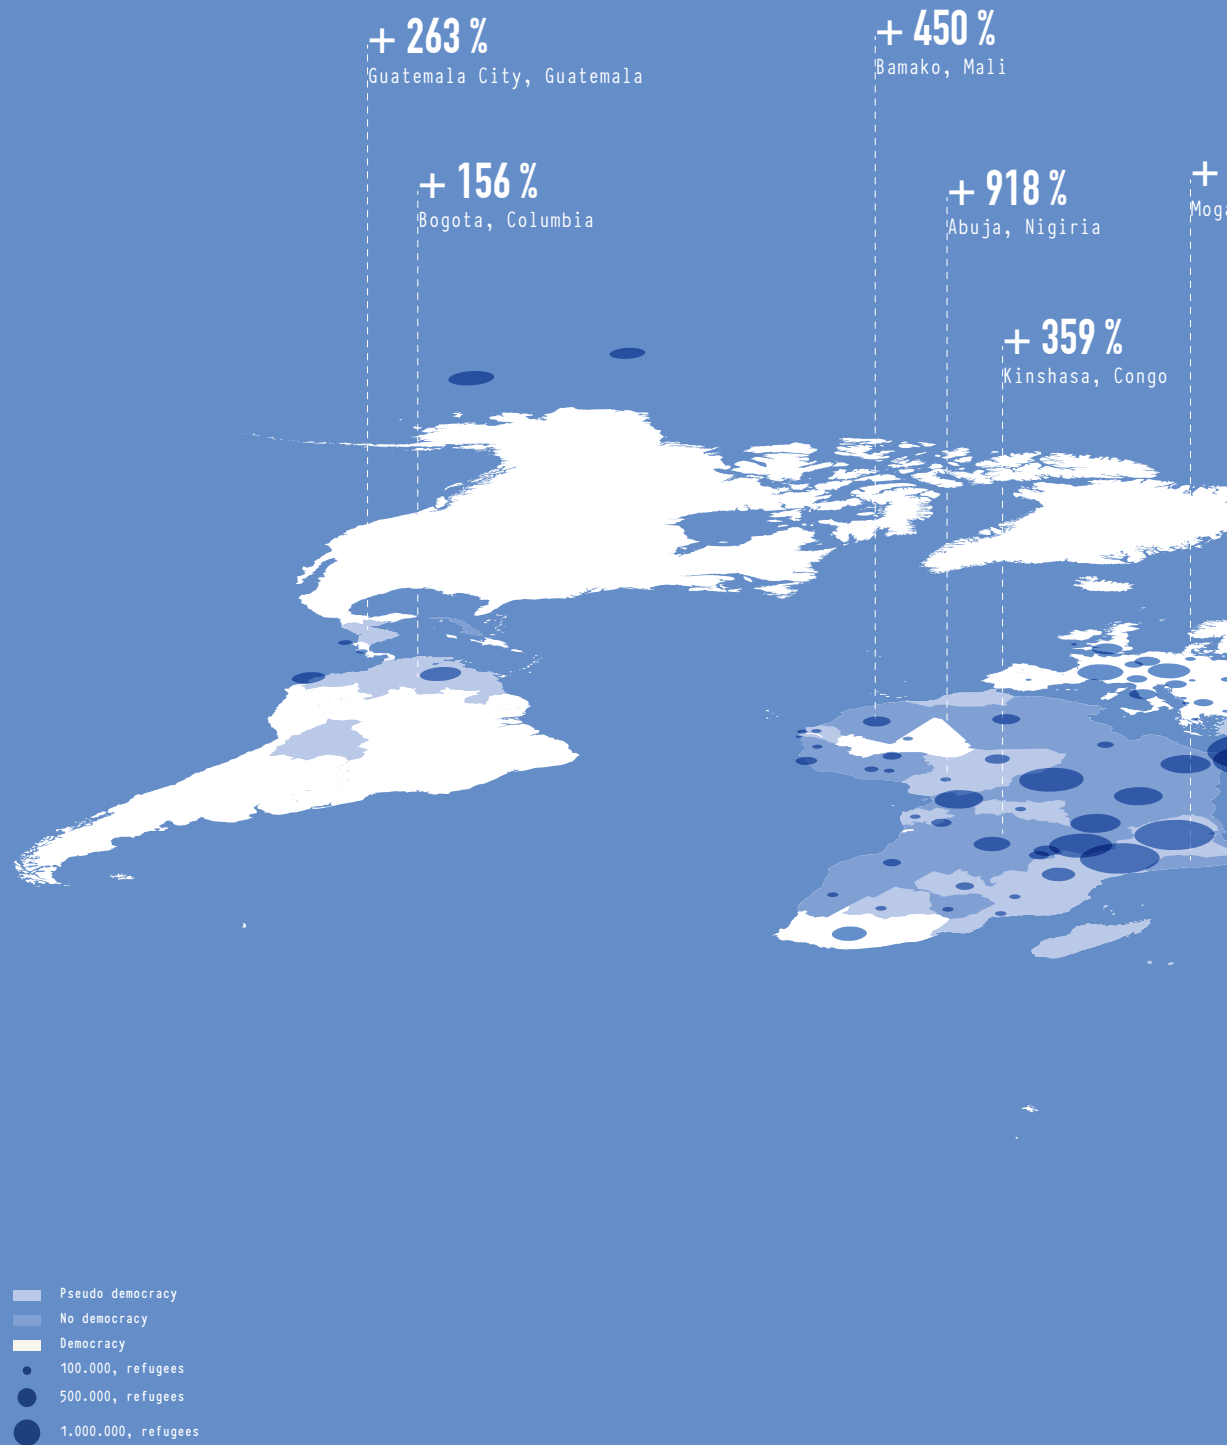 + 263 %
Guatemala City, Guatemala
+ 450 %
Bamako, Mali
+ 156 %
Bogota, Columbia
+ 918 %
Abuja, Nigiria
+
+ 359 %
Kinshasa, Congo
Pseudo democracy
No democracy
Democracy
100.000, refugees
500.000, refugees
1.000.000, refugees